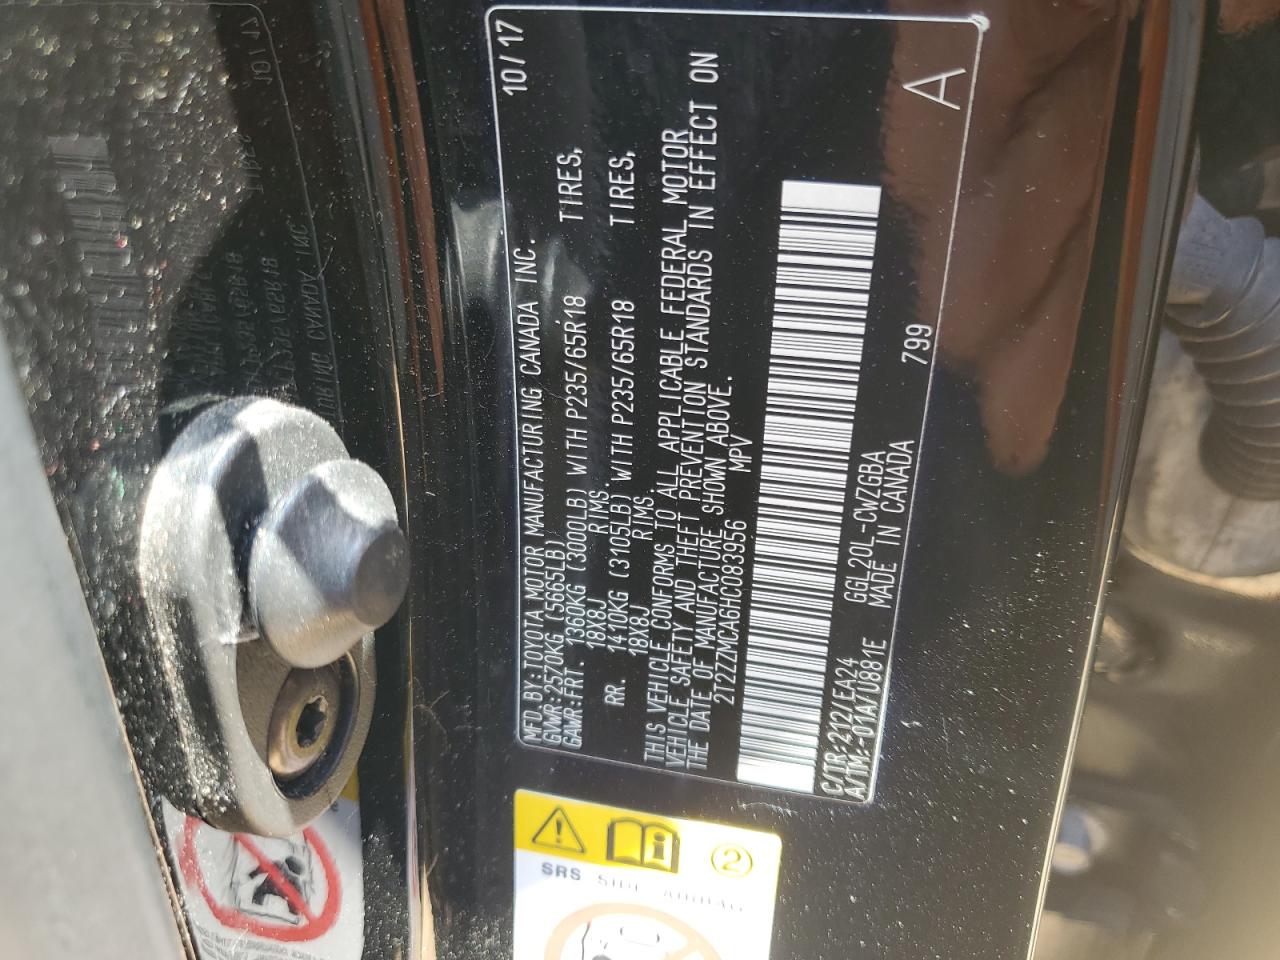 MFD.BY:TOYOTA MOTOR MANUFACTURING CANADA INC. 10/17
GVWR:2570KG (5665LB)
GAWR:FRT. 1360KG (3000LB) WITH P235/65R18 TIRES,
18X8J RIMS
RR. 1410KG (3105LB) WITH P235/65R18 TIRES,
18X8J RIMS.
THIS VEHICLE CONFORMS TO ALL APPLICABLE FEDERAL MOTOR
VEHICLE SAFETY AND THEFT PREVENTION STANDARDS IN EFFECT ON
THE DATE OF MANUFACTURE SHOWN ABOVE.
2T2ZZMCA6HC083956 MPV
C/TR:212/EA24 GGL20L-CWZGBA
A/TM:-01A/U881E MADE IN CANADA 799
A
2
SRS SIDE AIRBAG